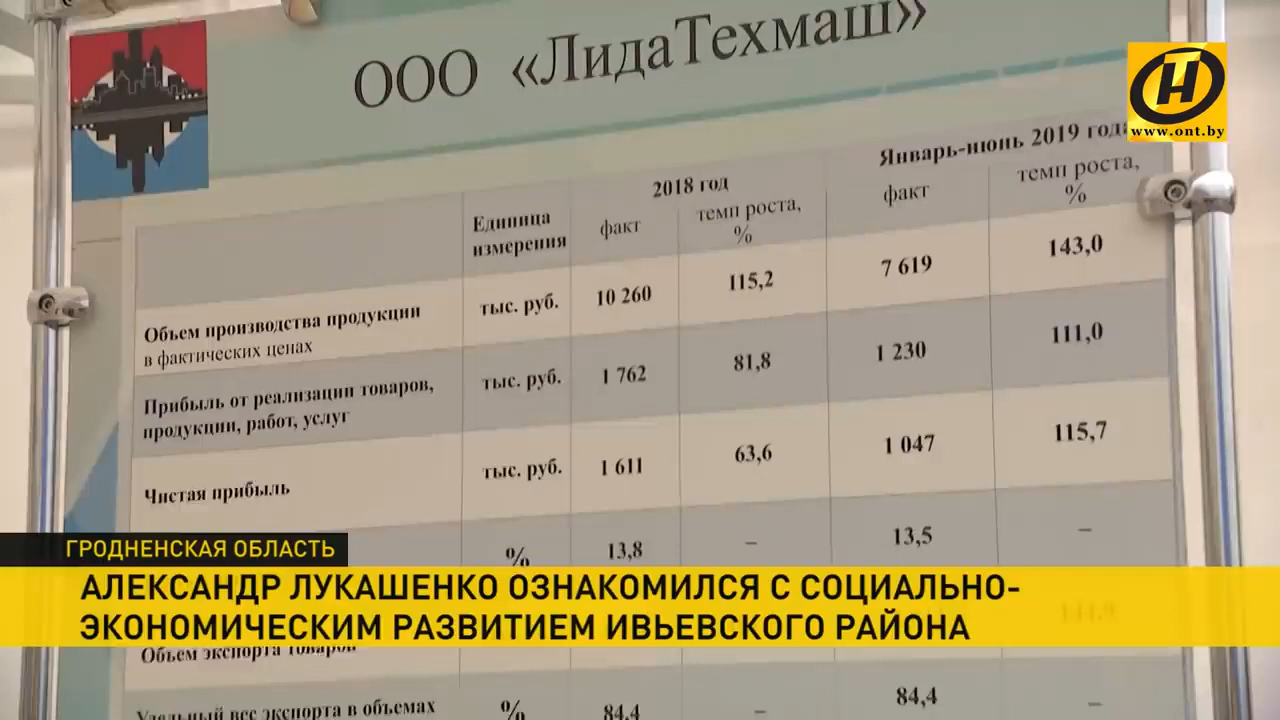 ООО «ЛидаТехмаш»
www.ont.by
Единица измерения
2018 год
факт
темп роста, %
Январь-июнь 2019 года
факт
темп роста, %
Объем производства продукции
в фактических ценах
тыс. руб. 10 260 115,2 7 619 143,0
Прибыль от реализации товаров,
продукции, работ, услуг
тыс. руб. 1 762 81,8 1 230 111,0
Чистая прибыль тыс. руб. 1 611 63,6 1 047 115,7
% 13,8 – 13,5 –
ГРОДНЕНСКАЯ ОБЛАСТЬ
АЛЕКСАНДР ЛУКАШЕНКО ОЗНАКОМИЛСЯ С СОЦИАЛЬНО-
ЭКОНОМИЧЕСКИМ РАЗВИТИЕМ ИВЬЕВСКОГО РАЙОНА
Объем экспорта товаров
Удельный вес экспорта в объемах % 84,4 – 84,4 –